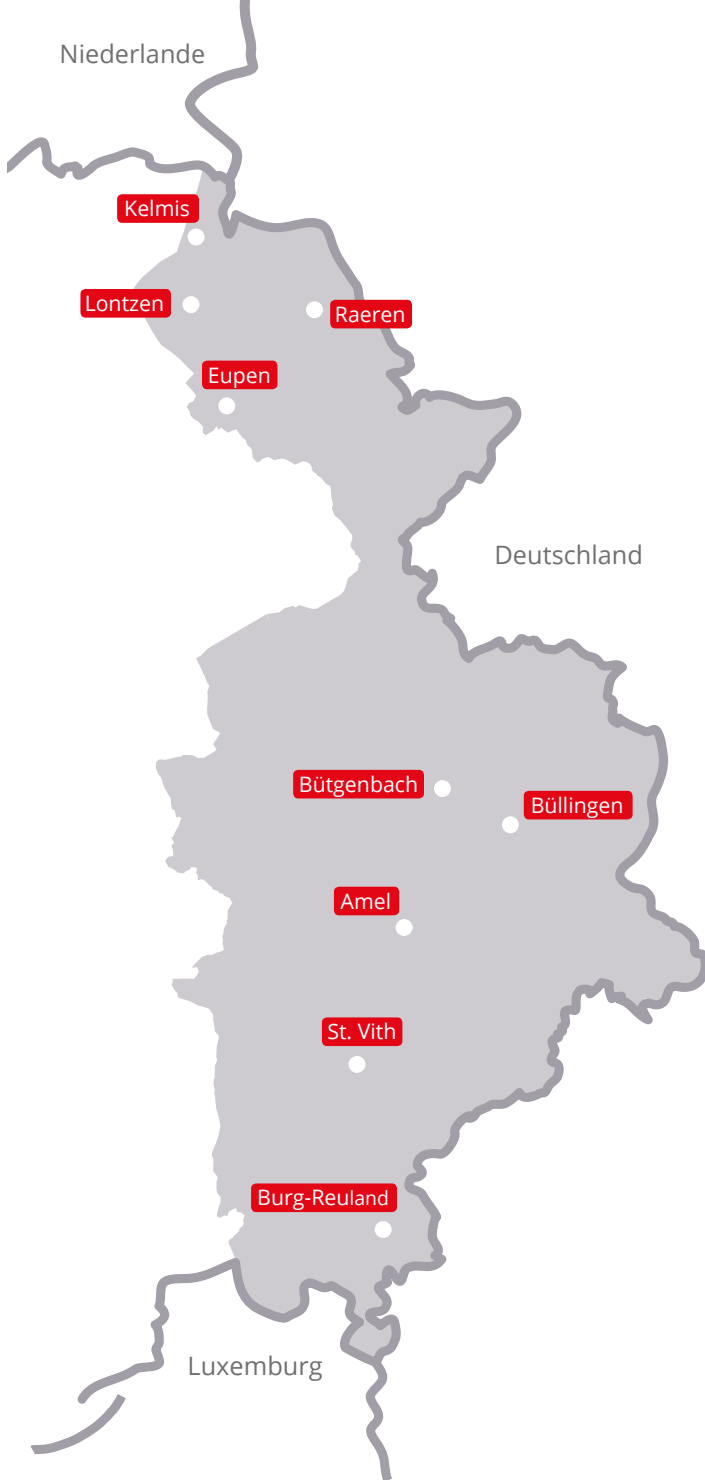 Niederlande
Kelmis
Lontzen
Raeren
Eupen
Deutschland
Bütgenbach
Büllingen
Amel
St. Vith
Burg-Reuland
Luxemburg